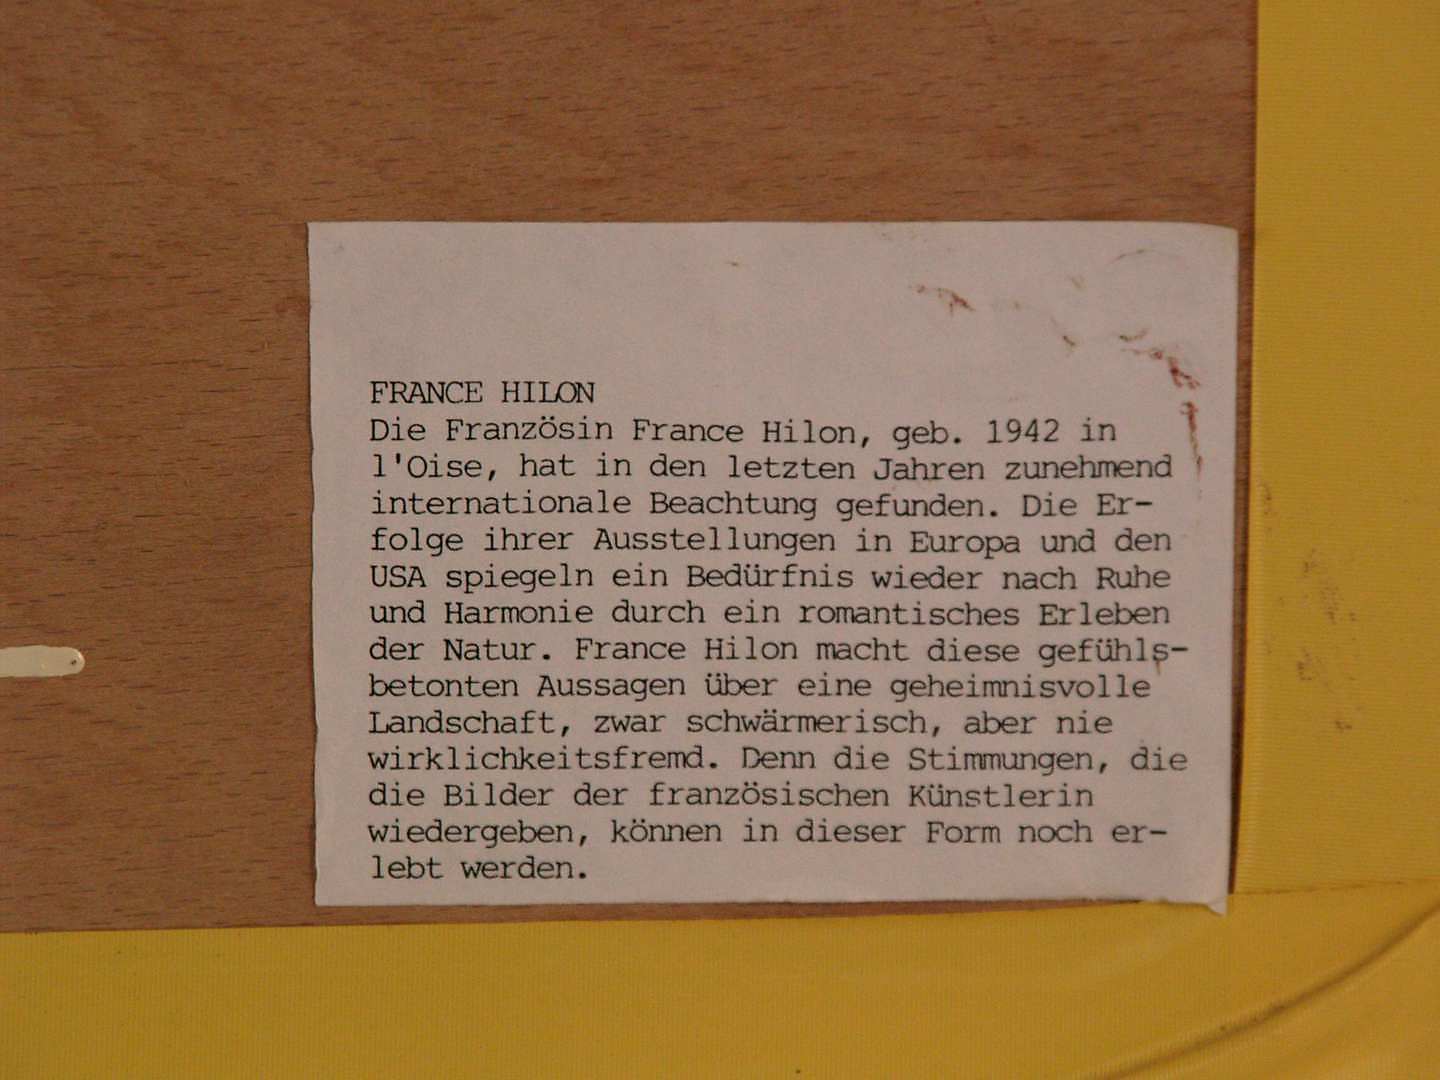 FRANCE HILON
Die Französin France Hilon, geb. 1942 in
l'Oise, hat in den letzten Jahren zunehmend
internationale Beachtung gefunden. Die Er-
folge ihrer Ausstellungen in Europa und den
USA spiegeln ein Bedürfnis wieder nach Ruhe
und Harmonie durch ein romantisches Erleben
der Natur. France Hilon macht diese gefühls-
betonten Aussagen über eine geheimnisvolle
Landschaft, zwar schwärmerisch, aber nie
wirklichkeitsfremd. Denn die Stimmungen, die
die Bilder der französischen Künstlerin
wiedergeben, können in dieser Form noch er-
lebt werden.